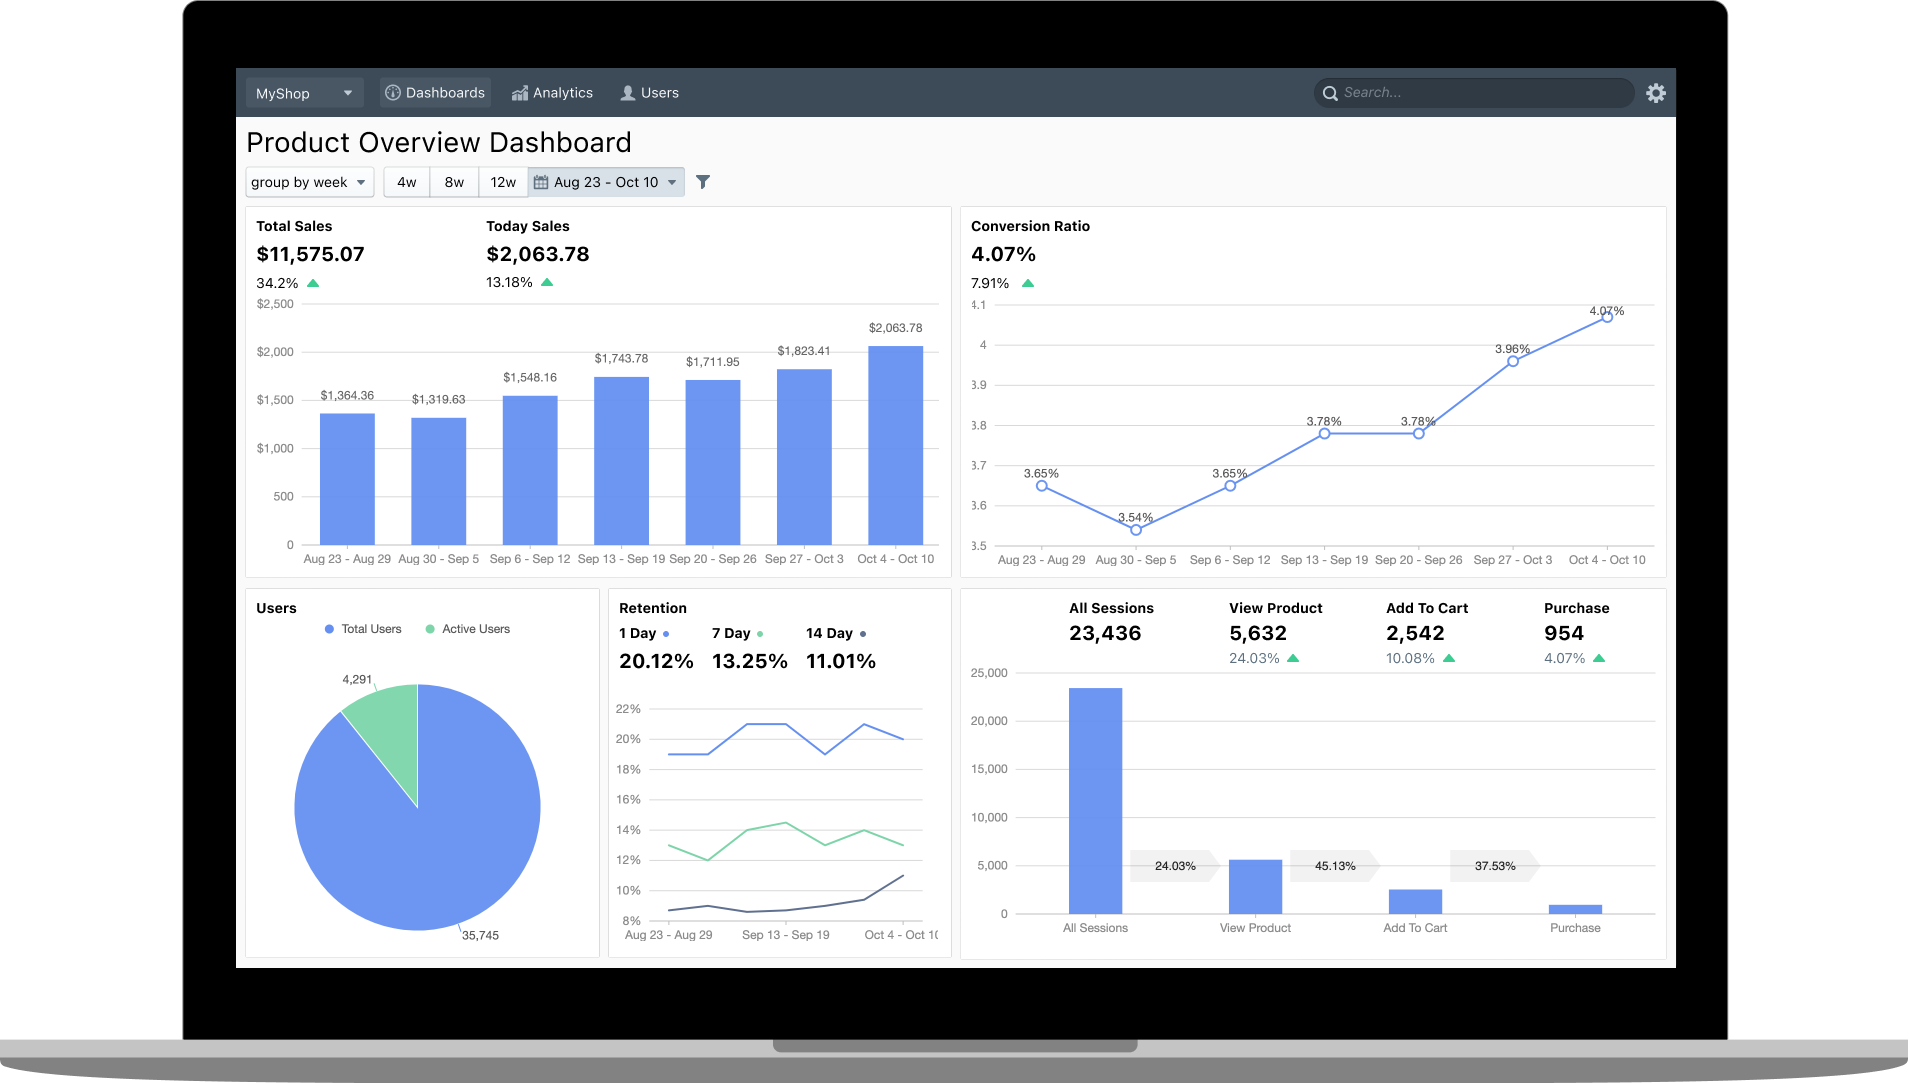 MyShop Dashboards Analytics Users Search...
Product Overview Dashboard
group by week 4w 8w 12w Aug 23 - Oct 10
Total Sales Today Sales
$11,575.07 $2,063.78
34.2% 13.18%
$2,500
$2,000
$1,500
$1,000
500
0
$1,364.36 $1,319.63 $1,548.16 $1,743.78 $1,711.95 $1,823.41 $2,063.78
Aug 23 - Aug 29 Aug 30 - Sep 5 Sep 6 - Sep 12 Sep 13 - Sep 19 Sep 20 - Sep 26 Sep 27 - Oct 3 Oct 4 - Oct 10
Conversion Ratio
4.07%
7.91%
4.1
4
3.9
3.8
3.7
3.6
3.5
3.65% 3.54% 3.65% 3.78% 3.78% 3.96% 4.07%
Aug 23 - Aug 29 Aug 30 - Sep 5 Sep 6 - Sep 12 Sep 13 - Sep 19 Sep 20 - Sep 26 Sep 27 - Oct 3 Oct 4 - Oct 10
Users
Total Users Active Users
4,291
35,745
Retention
1 Day 7 Day 14 Day
20.12% 13.25% 11.01%
22%
20%
18%
16%
14%
12%
10%
8%
Aug 23 - Aug 29 Sep 13 - Sep 19 Oct 4 - Oct 10
All Sessions View Product Add To Cart Purchase
23,436 5,632 2,542 954
24.03% 10.08% 4.07%
25,000
20,000
15,000
10,000
5,000
0
24.03% 45.13% 37.53%
All Sessions View Product Add To Cart Purchase